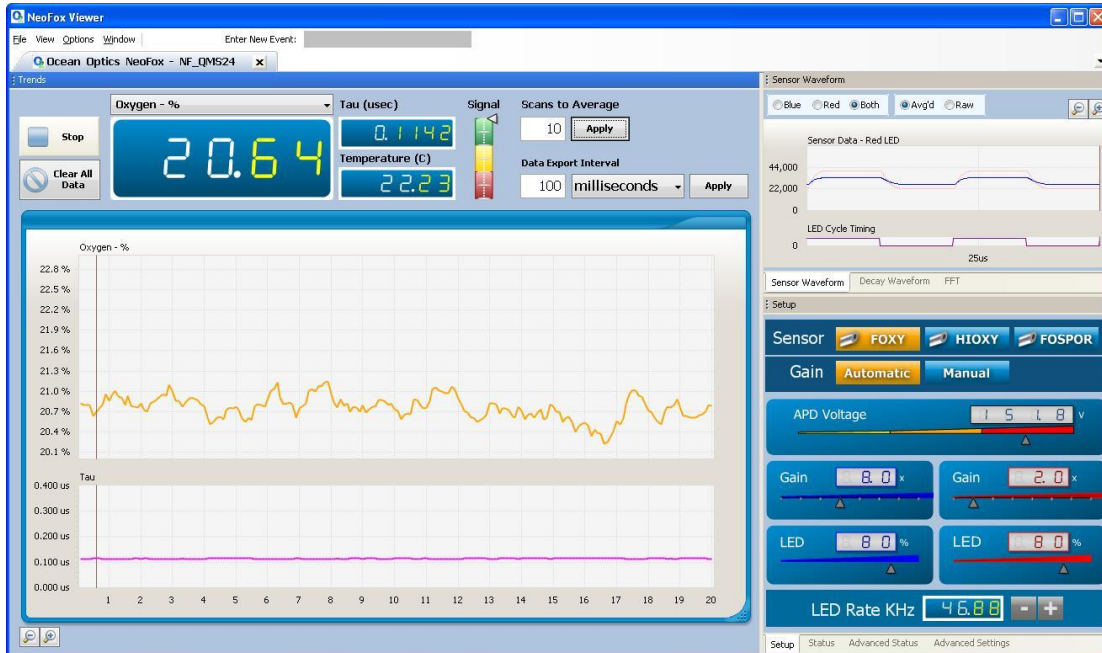 NeoFox Viewer
File View Options Window Enter New Event:
Ocean Optics NeoFox - NF_QMS24 x
Trends
Oxygen - %
Tau (usec)
Signal
Scans to Average
Stop
20.64
0.1142
10 Apply
Temperature (C)
Data Export Interval
Clear All
Data
22.23
100 milliseconds Apply
Oxygen - %
22.8 %
22.5 %
22.2 %
21.9 %
21.6 %
21.3 %
21.0 %
20.7 %
20.4 %
20.1 %
Tau
0.400 us
0.300 us
0.200 us
0.100 us
0.000 us
1 2 3 4 5 6 7 8 9 10 11 12 13 14 15 16 17 18 19 20
Sensor Waveform
Blue Red Both Avg'd Raw
Sensor Data - Red LED
44,000
22,000
0
LED Cycle Timing
0
25us
Sensor Waveform Decay Waveform FFT
Setup
Sensor FOXY HIOXY FOSPOR
Gain Automatic Manual
APD Voltage 151.8 v
Gain 8.0 x Gain 2.0 x
LED 80 % LED 80 %
LED Rate KHz 46.88 - +
Setup Status Advanced Status Advanced Settings